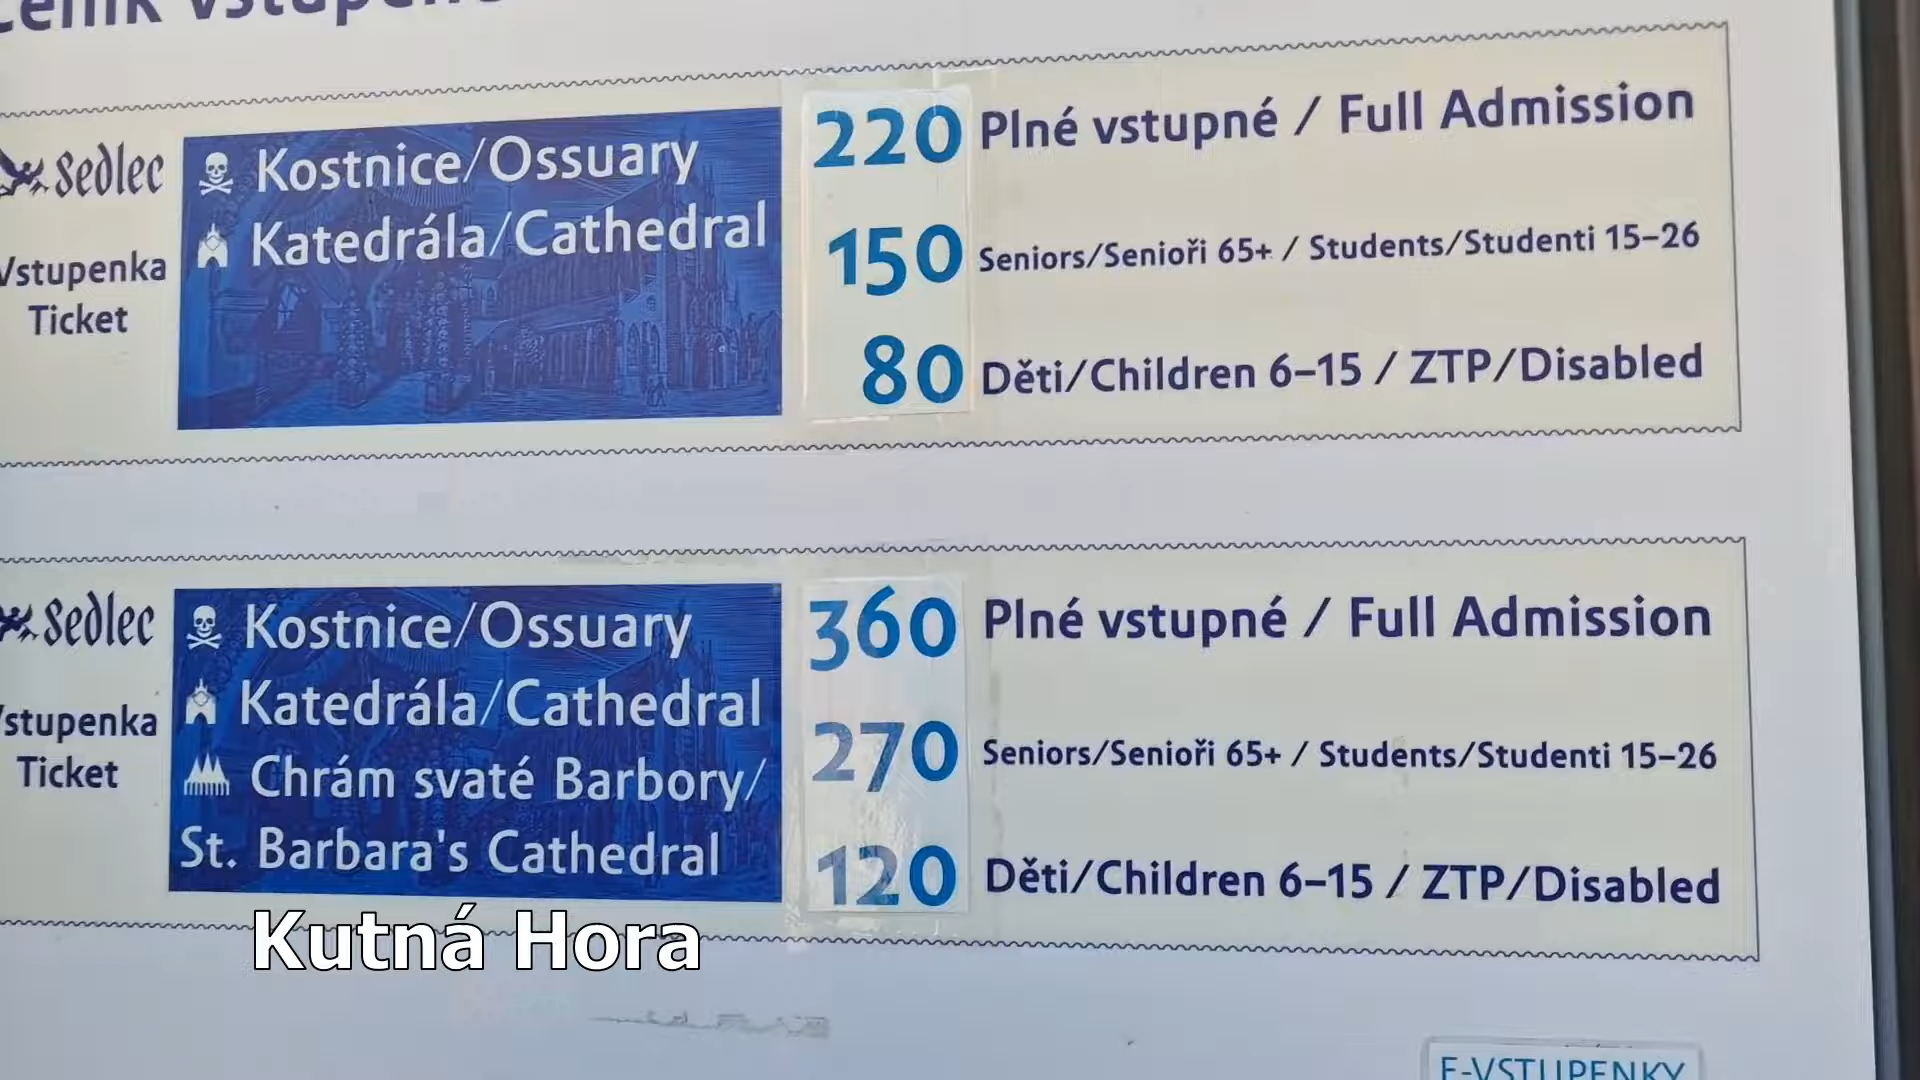 Ceník vstupen
Sedlec
Vstupenka
Ticket
Kostnice/Ossuary
Katedrála/Cathedral
220 Plné vstupné / Full Admission
150 Seniors/Senioři 65+ / Students/Studenti 15–26
80 Děti/Children 6–15 / ZTP/Disabled
Sedlec
Vstupenka
Ticket
Kostnice/Ossuary
Katedrála/Cathedral
Chrám svaté Barbory/
St. Barbara's Cathedral
360 Plné vstupné / Full Admission
270 Seniors/Senioři 65+ / Students/Studenti 15–26
120 Děti/Children 6–15 / ZTP/Disabled
Kutná Hora
E-VSTUPENKY